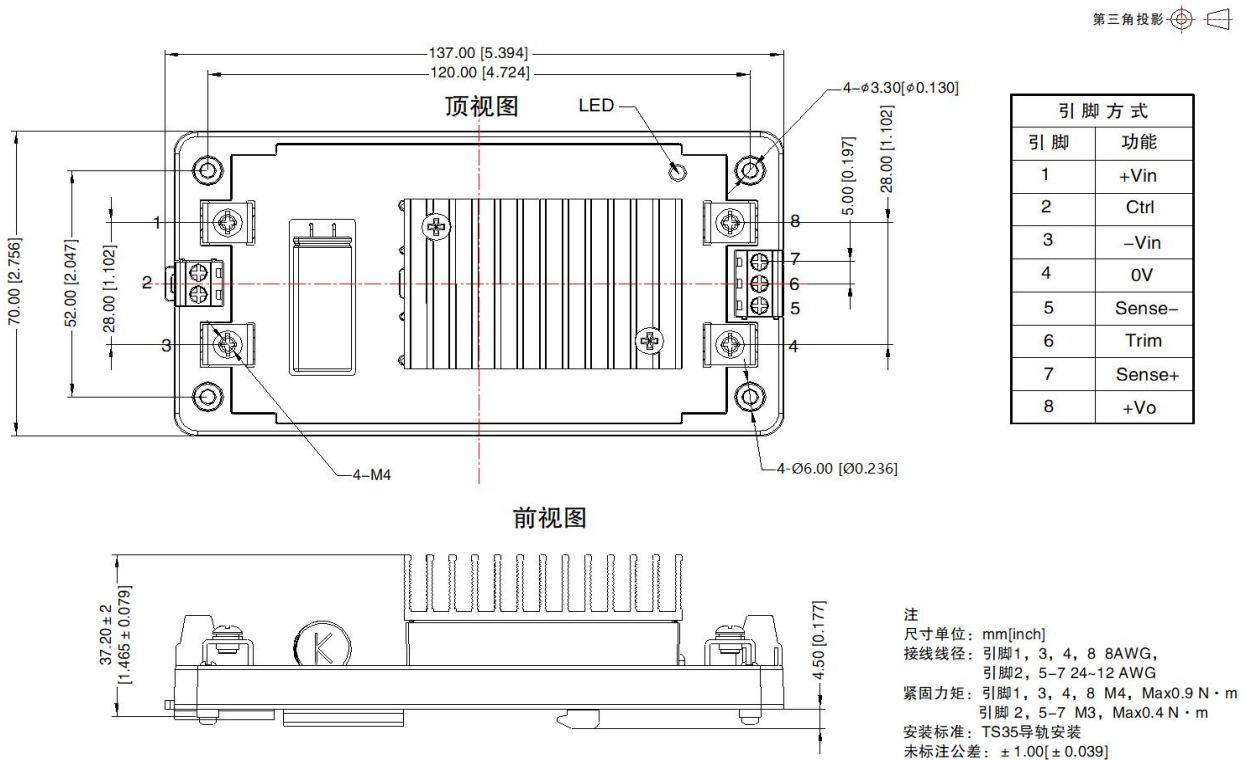 第三角投影
137.00 [5.394]
120.00 [4.724]
顶视图
LED
4-φ3.30[φ0.130]
70.00 [2.756]
52.00 [2.047]
28.00 [1.102]
5.00 [0.197]
28.00 [1.102]
1
2
3
8
7
6
5
4
4-M4
4-Ø6.00 [Ø0.236]
引脚方式
引脚 功能
1 +Vin
2 Ctrl
3 -Vin
4 0V
5 Sense-
6 Trim
7 Sense+
8 +Vo
前视图
37.20±2
[1.465±0.079]
K
4.50 [0.177]
注
尺寸单位：mm[inch]
接线线径：引脚1，3，4，8 8AWG，
引脚2，5-7 24~12 AWG
紧固力矩：引脚1，3，4，8 M4，Max0.9 N·m
引脚 2，5-7 M3，Max0.4 N·m
安装标准：TS35导轨安装
未标注公差：±1.00[±0.039]